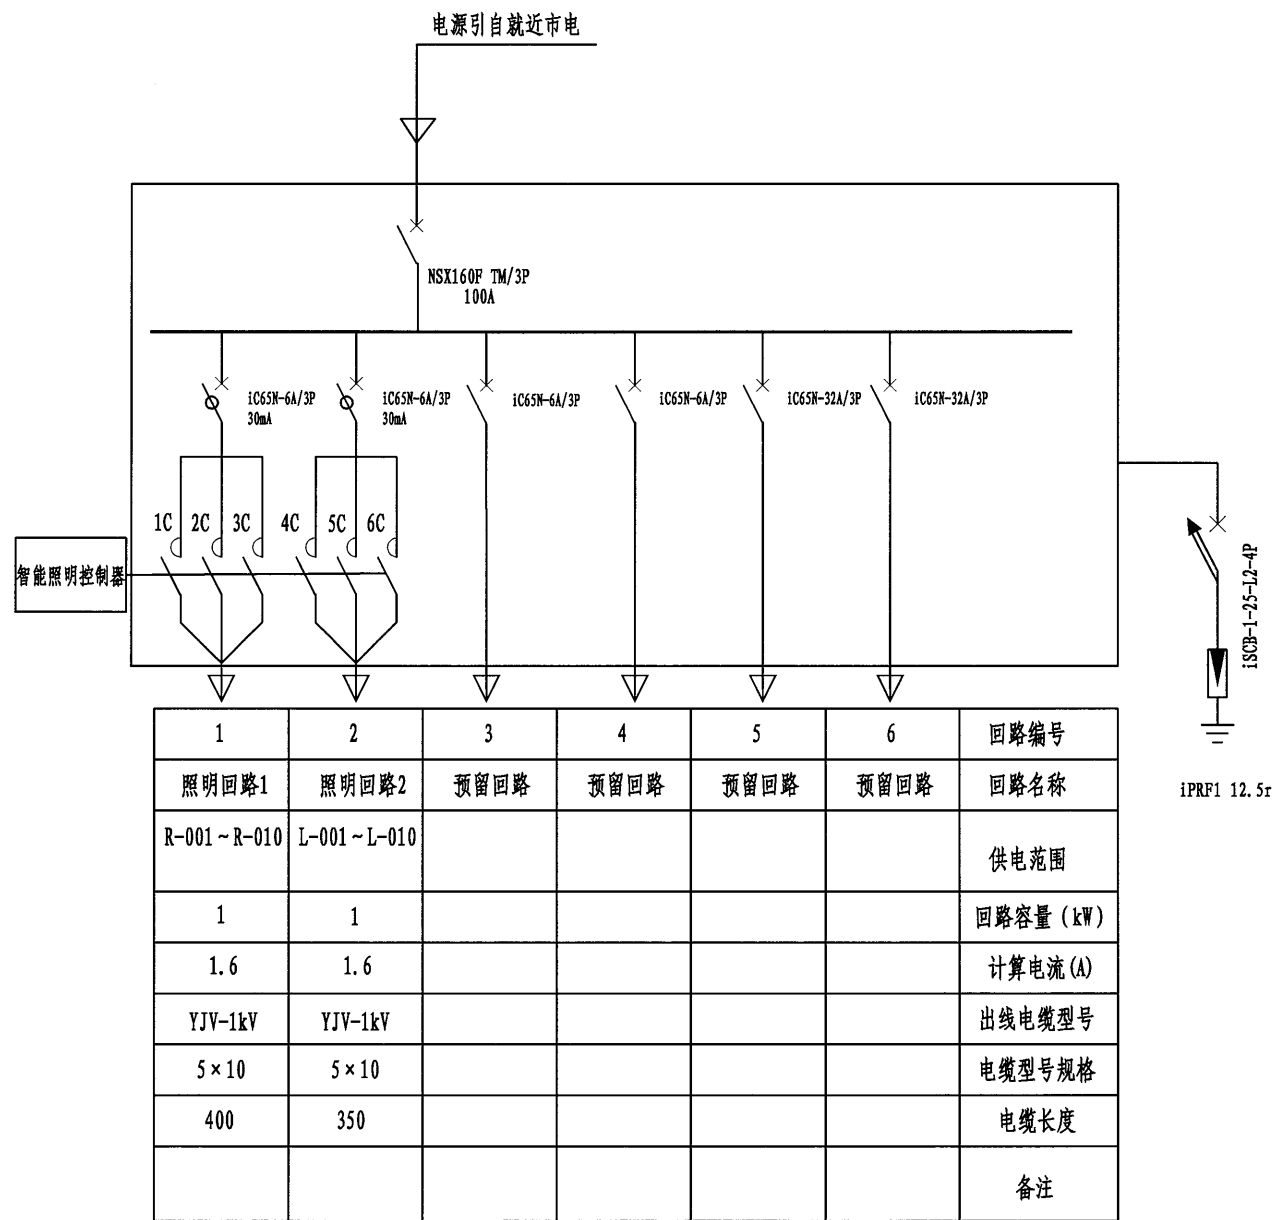 电源引自就近市电
NSX160F TM/3P
100A
iC65N-6A/3P
30mA
iC65N-6A/3P
30mA
iC65N-6A/3P
iC65N-6A/3P
iC65N-32A/3P
iC65N-32A/3P
1C 2C 3C 4C 5C 6C
智能照明控制器
iSCB-1-25-L2-4P
iPRF1 12.5r
1 2 3 4 5 6 回路编号
照明回路1 照明回路2 预留回路 预留回路 预留回路 预留回路 回路名称
R-001~R-010 L-001~L-010 供电范围
1 1 回路容量(kW)
1.6 1.6 计算电流(A)
YJV-1kV YJV-1kV 出线电缆型号
5×10 5×10 电缆型号规格
400 350 电缆长度
备注